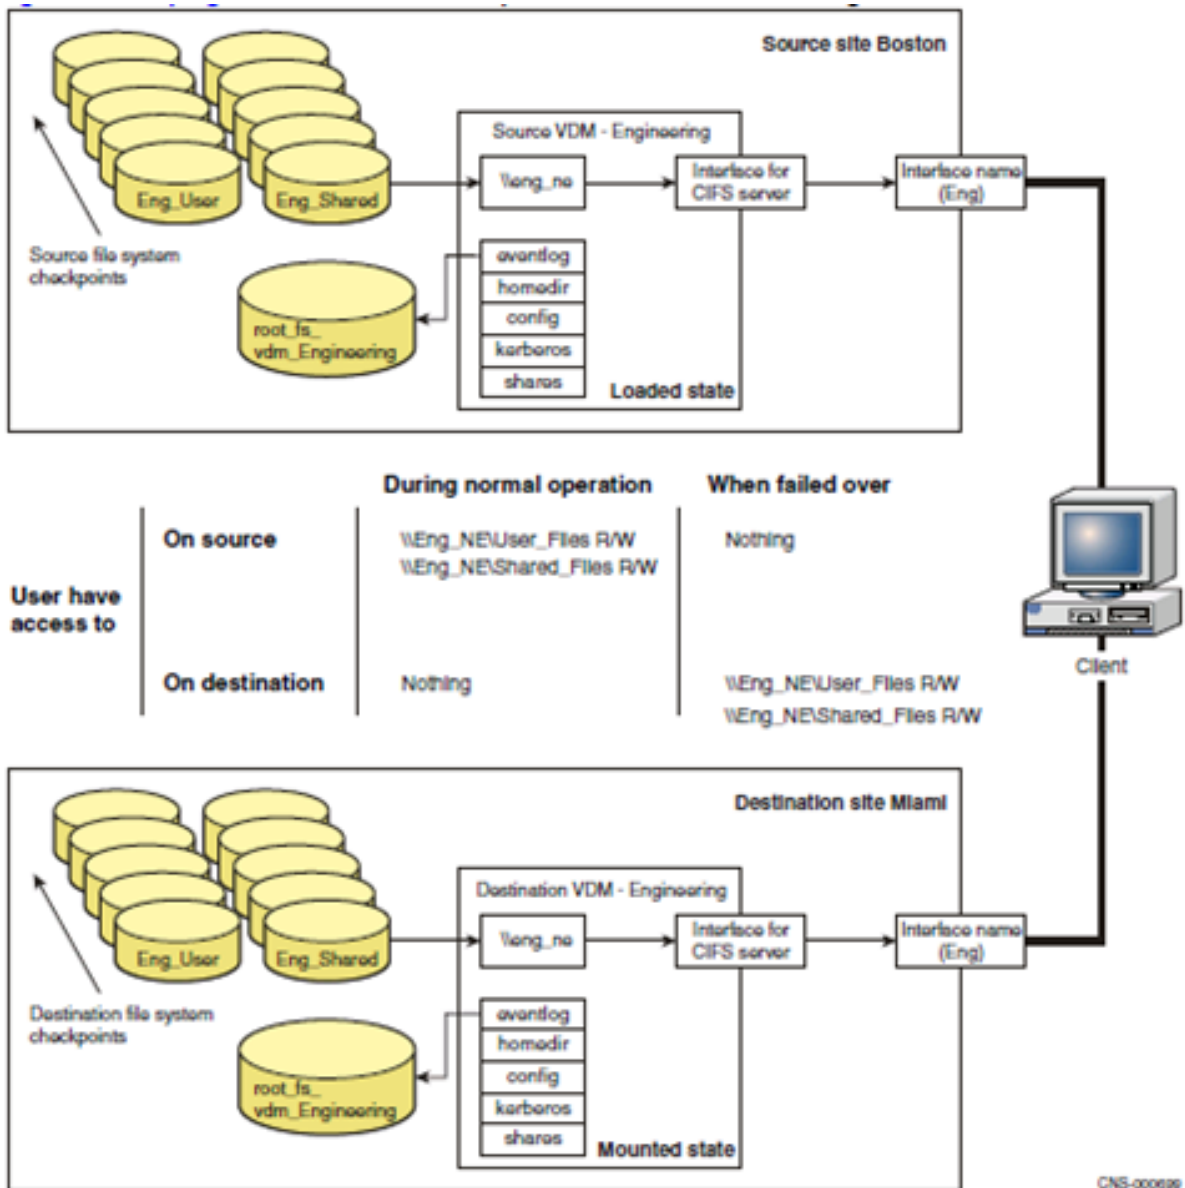 Source site Boston
Source VDM - Engineering
\\eng_ne
Interface for
CIFS server
Interface name
(Eng)
Eng_User
Eng_Shared
Source file system
checkpoints
eventlog
homedir
config
kerberos
shares
root_fs_
vdm_Engineering
Loaded state
During normal operation
When failed over
On source
\\Eng_NE\User_Files R/W
Nothing
\\Eng_NE\Shared_Files R/W
User have
access to
Client
On destination
Nothing
\\Eng_NE\User_Files R/W
\\Eng_NE\Shared_Files R/W
Destination site Miami
Destination VDM - Engineering
\\eng_ne
Interface for
CIFS server
Interface name
(Eng)
Eng_User
Eng_Shared
Destination file system
checkpoints
eventlog
homedir
config
kerberos
shares
root_fs_
vdm_Engineering
Mounted state